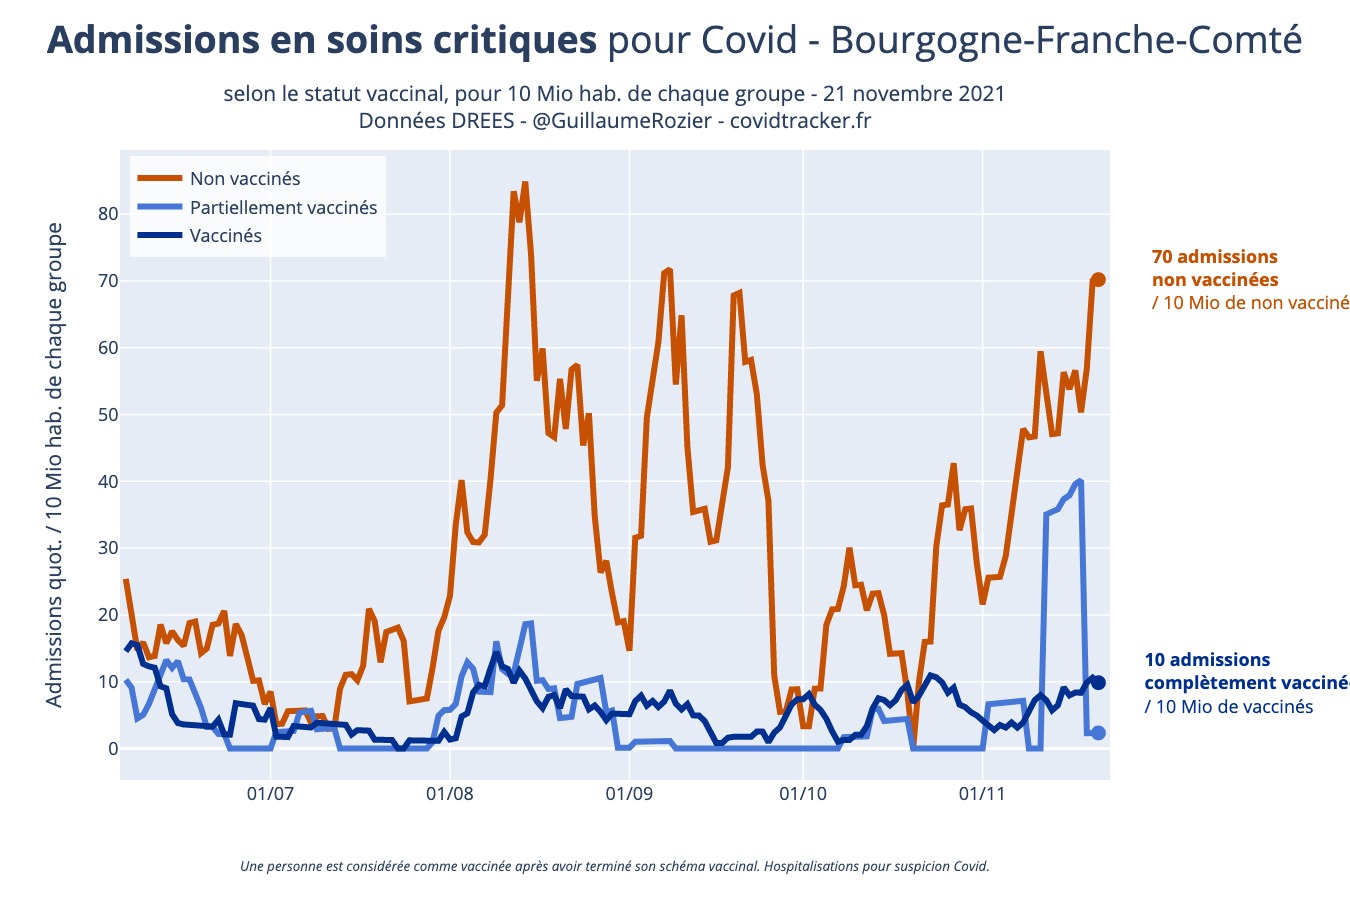 Admissions en soins critiques pour Covid - Bourgogne-Franche-Comté
selon le statut vaccinal, pour 10 Mio hab. de chaque groupe - 21 novembre 2021
Données DREES - @GuillaumeRozier - covidtracker.fr
Non vaccinés
Partiellement vaccinés
Vaccinés
Admissions quot. / 10 Mio hab. de chaque groupe
80
70
60
50
40
30
20
10
0
01/07
01/08
01/09
01/10
01/11
70 admissions
non vaccinées
/ 10 Mio de non vacciné
10 admissions
complètement vacciné
/ 10 Mio de vaccinés
Une personne est considérée comme vaccinée après avoir terminé son schéma vaccinal. Hospitalisations pour suspicion Covid.